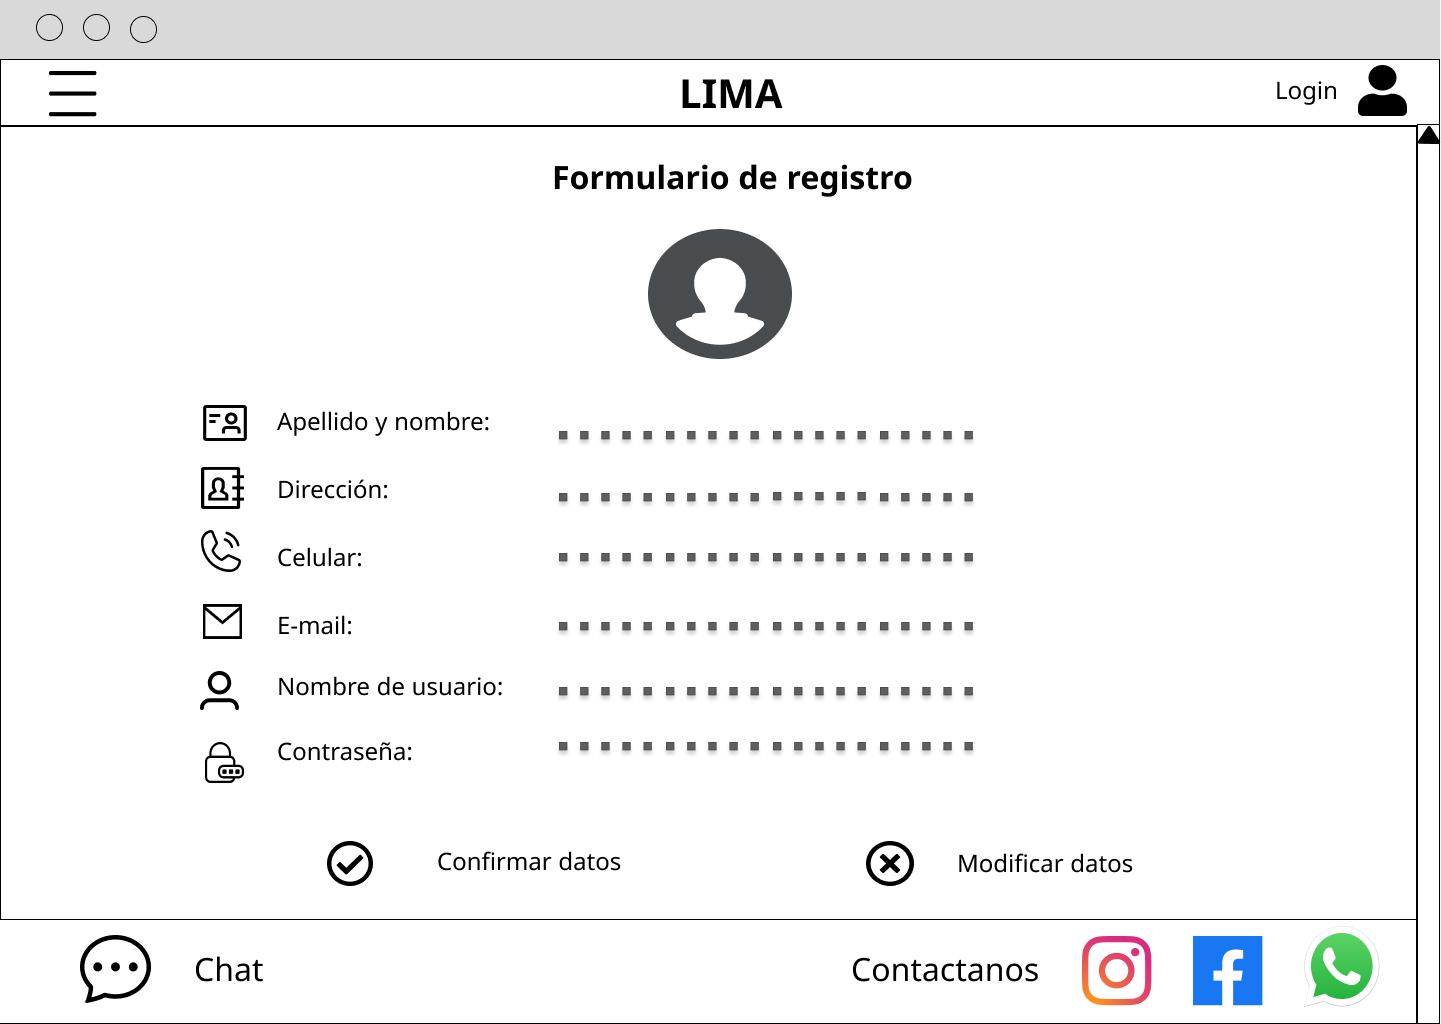 LIMA
Login
Formulario de registro
Apellido y nombre:
Dirección:
Celular:
E-mail:
Nombre de usuario:
Contraseña:
Confirmar datos
Modificar datos
Chat
Contactanos